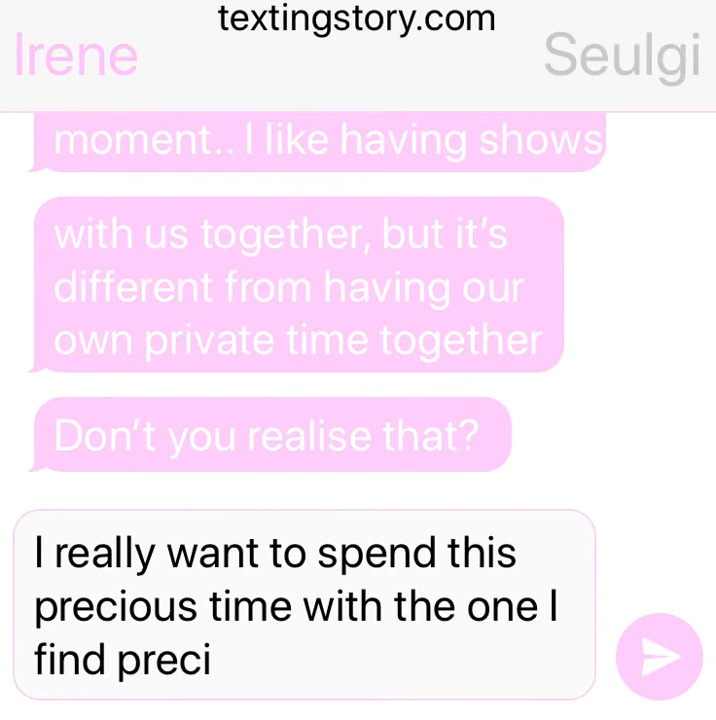 textingstory.com
Irene
Seulgi
moment.. I like having shows
with us together, but it’s
different from having our
own private time together
Don’t you realise that?
I really want to spend this
precious time with the one I
find preci